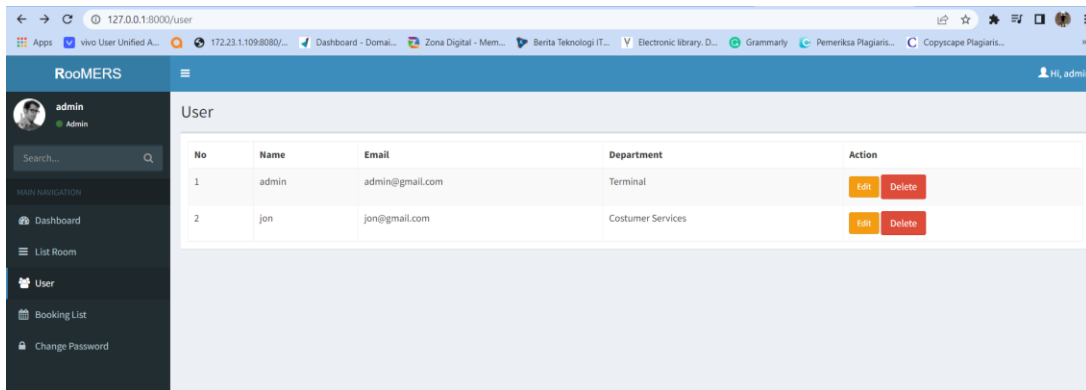 127.0.0.1:8000/user
Apps vivo User Unified A... 172.23.1.109:8080/... Dashboard - Domai... Zona Digital - Mem... Berita Teknologi IT... Electronic library. D... Grammarly Pemeriksa Plagiaris... Copyscape Plagiaris...
RooMERS
Hi, admi
admin
Admin
Search...
MAIN NAVIGATION
Dashboard
List Room
User
Booking List
Change Password
User
No Name Email Department Action
1 admin admin@gmail.com Terminal Edit Delete
2 jon jon@gmail.com Costumer Services Edit Delete